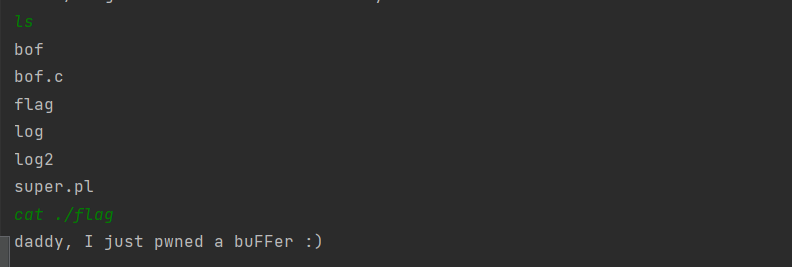 ls
bof
bof.c
flag
log
log2
super.pl
cat ./flag
daddy, I just pwned a buFFer :)